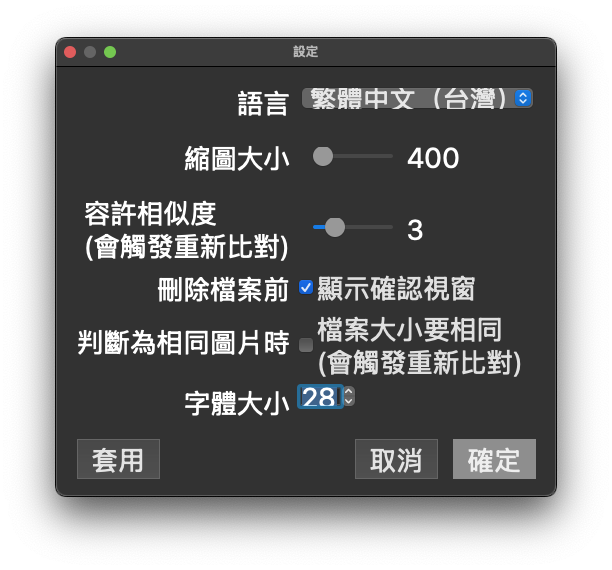 設定
語言 繁體中文（台灣）
縮圖大小 400
容許相似度
(會觸發重新比對) 3
刪除檔案前 顯示確認視窗
判斷為相同圖片時 檔案大小要相同
(會觸發重新比對)
字體大小 28
套用 取消 確定